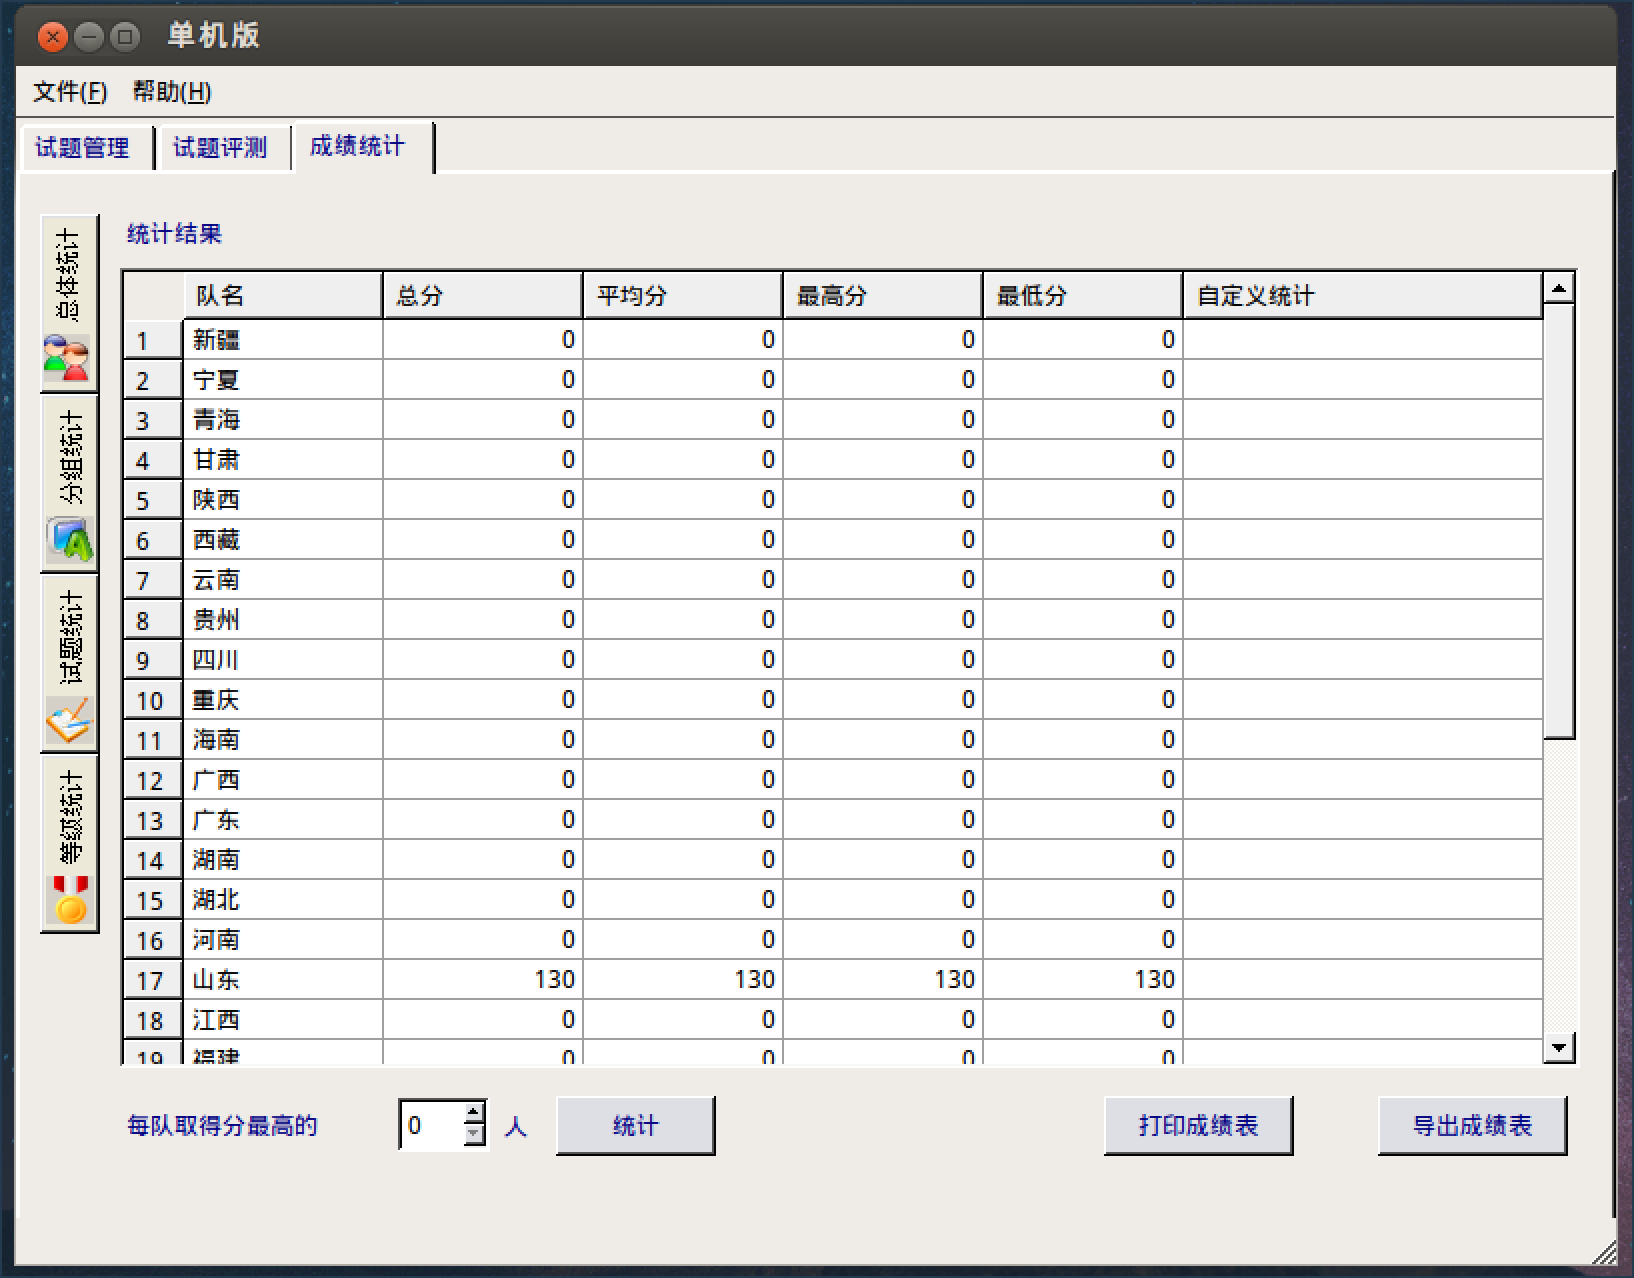 单机版
文件(F) 帮助(H)
试题管理 试题评测 成绩统计
总体统计
分组统计
试题统计
等级统计
统计结果
队名 总分 平均分 最高分 最低分 自定义统计
1 新疆 0 0 0 0
2 宁夏 0 0 0 0
3 青海 0 0 0 0
4 甘肃 0 0 0 0
5 陕西 0 0 0 0
6 西藏 0 0 0 0
7 云南 0 0 0 0
8 贵州 0 0 0 0
9 四川 0 0 0 0
10 重庆 0 0 0 0
11 海南 0 0 0 0
12 广西 0 0 0 0
13 广东 0 0 0 0
14 湖南 0 0 0 0
15 湖北 0 0 0 0
16 河南 0 0 0 0
17 山东 130 130 130 130
18 江西 0 0 0 0
19 福建 0 0 0 0
每队取得分最高的 0 人 统计 打印成绩表 导出成绩表